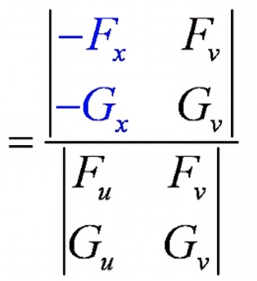 |−Fₓ Fᵥ|
|−Gₓ Gᵥ|
=
|Fᵤ Fᵥ|
|Gᵤ Gᵥ|